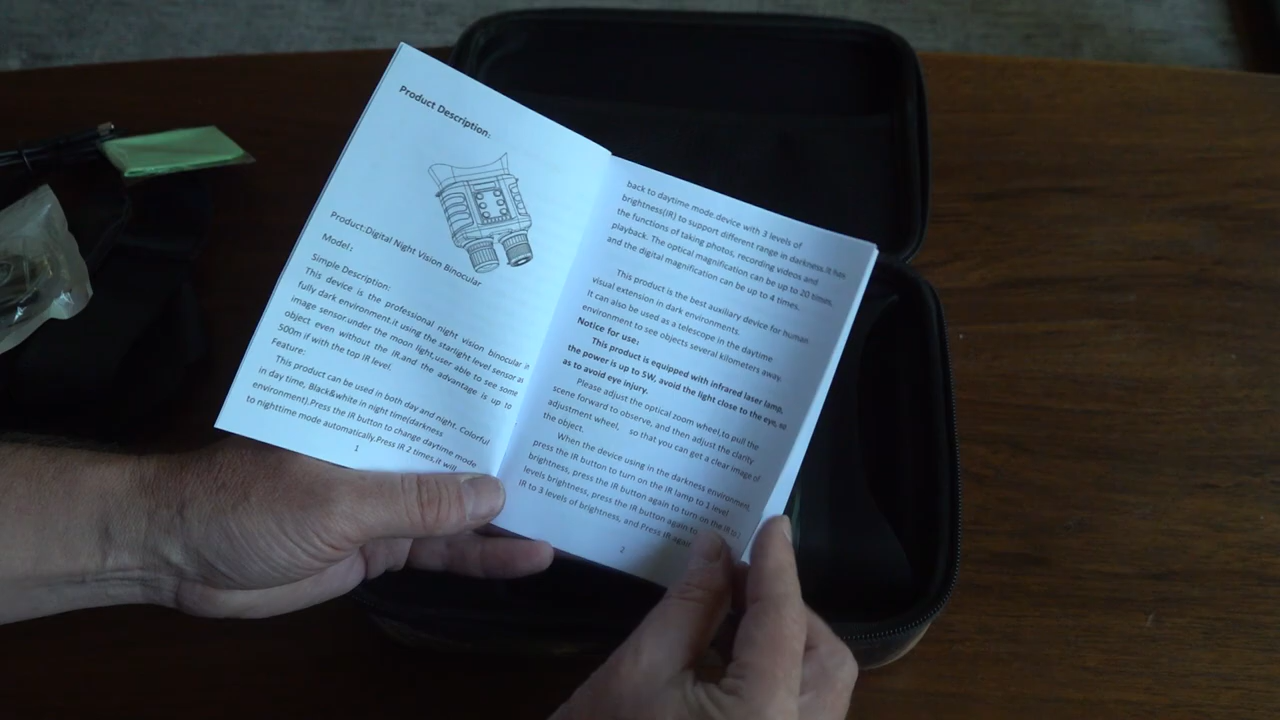 Product Description:
Product:Digital Night Vision Binocular
Model:
Simple Description:
This device is the professional night vision binocular in
fully dark environment.it using the starlight level sensor as
image sensor.under the moon light,user able to see some
object even without the IR.and the advantage is up to
500m if with the top IR level.
Feature:
This product can be used in both day and night. Colorful
in day time, Black&white in night time(darkness
environment).Press the IR button to change daytime mode
to nighttime mode automatically.Press IR 2 times,it will
1
back to daytime mode.device with 3 levels of
brightness(IR) to support different range in darkness.It has
the functions of taking photos, recording videos and
playback. The optical magnification can be up to 20 times,
and the digital magnification can be up to 4 times.
This product is the best auxiliary device for human
visual extension in dark environments.
It can also be used as a telescope in the daytime
environment to see objects several kilometers away.
Notice for use:
This product is equipped with infrared laser lamp,
the power is up to 5W, avoid the light close to the eye, so
as to avoid eye injury.
Please adjust the optical zoom wheel,to pull the
scene forward to observe, and then adjust the clarity
adjustment wheel, so that you can get a clear image of
the object.
When the device using in the darkness environment,
press the IR button to turn on the IR lamp to 1 level
brightness, press the IR button again to turn on the IR to2
levels brightness, press the IR button again to
IR to 3 levels of brightness, and Press IR again
2